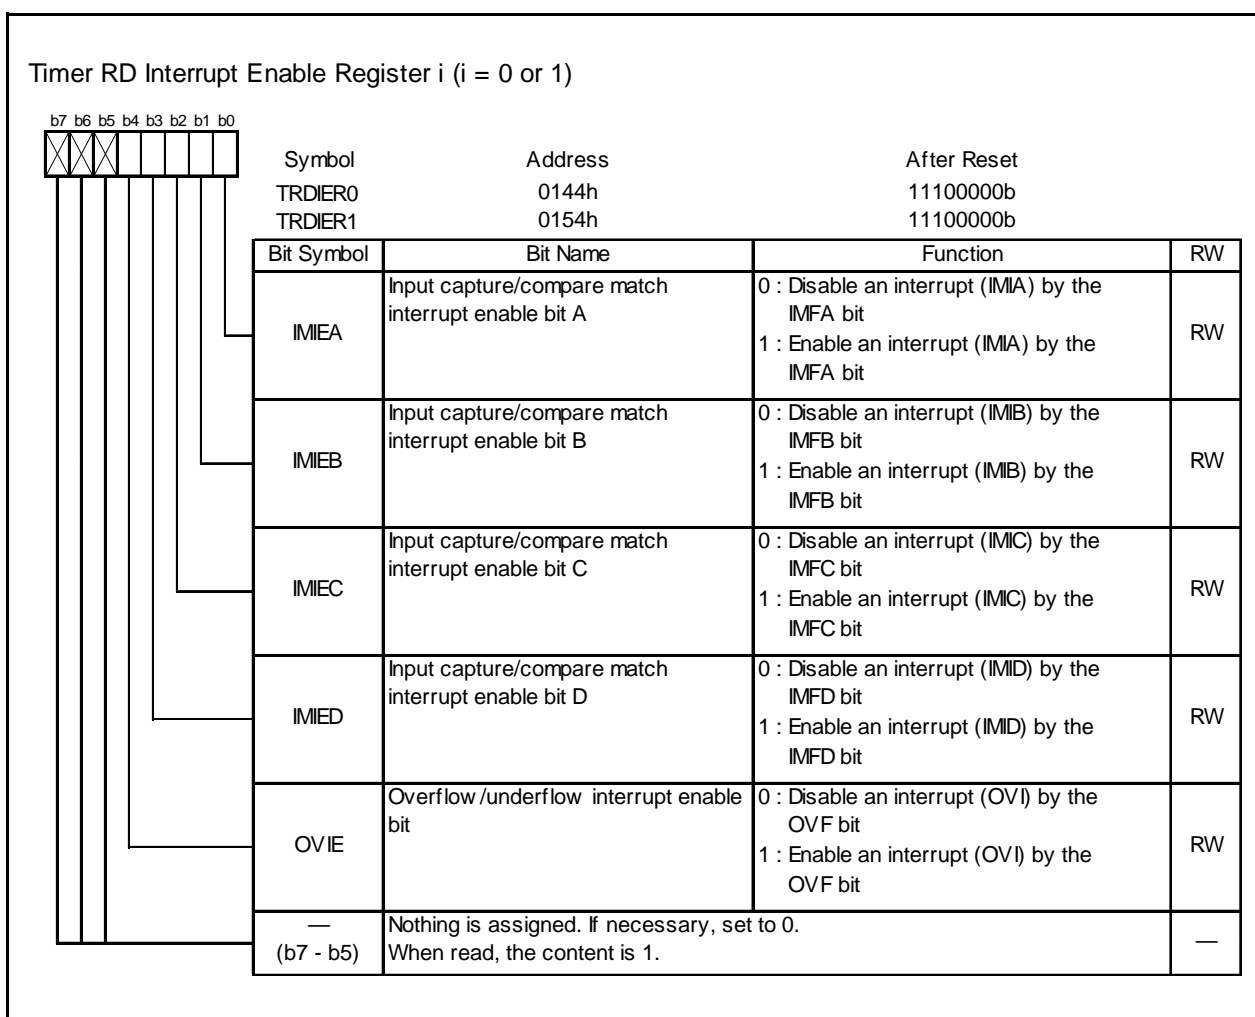 Timer RD Interrupt Enable Register i (i = 0 or 1)
b7 b6 b5 b4 b3 b2 b1 b0
Symbol Address After Reset
TRDIER0 0144h 11100000b
TRDIER1 0154h 11100000b
Bit Symbol Bit Name Function RW
IMIEA
Input capture/compare match
interrupt enable bit A
0 : Disable an interrupt (IMIA) by the
IMFA bit
1 : Enable an interrupt (IMIA) by the
IMFA bit
RW
IMIEB
Input capture/compare match
interrupt enable bit B
0 : Disable an interrupt (IMIB) by the
IMFB bit
1 : Enable an interrupt (IMIB) by the
IMFB bit
RW
IMIEC
Input capture/compare match
interrupt enable bit C
0 : Disable an interrupt (IMIC) by the
IMFC bit
1 : Enable an interrupt (IMIC) by the
IMFC bit
RW
IMIED
Input capture/compare match
interrupt enable bit D
0 : Disable an interrupt (IMID) by the
IMFD bit
1 : Enable an interrupt (IMID) by the
IMFD bit
RW
OVIE
Overflow/underflow interrupt enable
bit
0 : Disable an interrupt (OVI) by the
OVF bit
1 : Enable an interrupt (OVI) by the
OVF bit
RW
—
(b7 - b5)
Nothing is assigned. If necessary, set to 0.
When read, the content is 1.
—